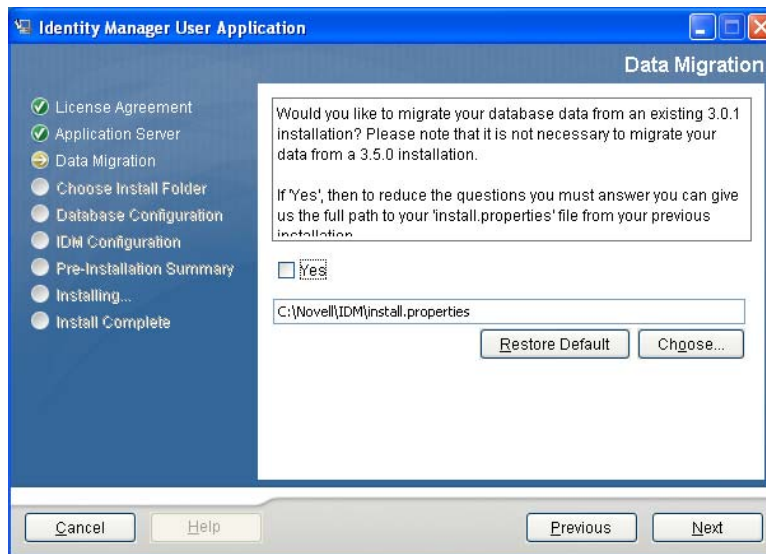 Identity Manager User Application
Data Migration
License Agreement
Application Server
Data Migration
Choose Install Folder
Database Configuration
IDM Configuration
Pre-Installation Summary
Installing...
Install Complete
Would you like to migrate your database data from an existing 3.0.1
installation? Please note that it is not necessary to migrate your
data from a 3.5.0 installation.
If 'Yes', then to reduce the questions you must answer you can give
us the full path to your 'install.properties' file from your previous
installation
Yes
C:\Novell\IDM\install.properties
Restore Default
Choose...
Cancel
Help
Previous
Next